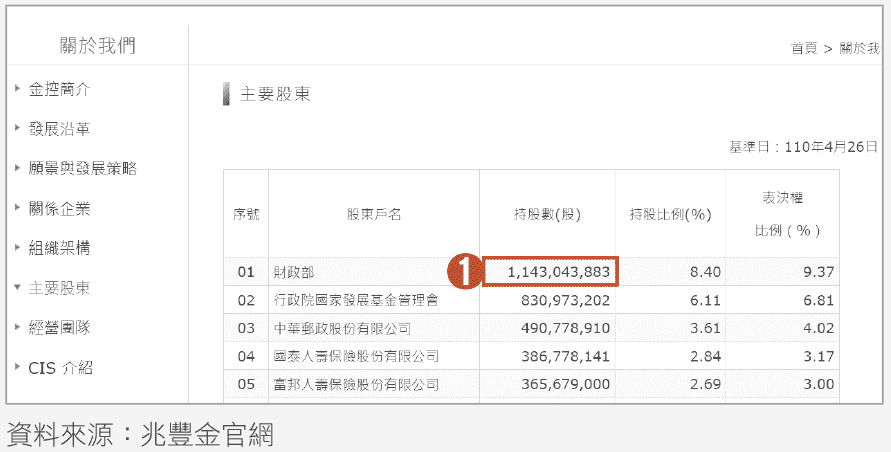 關於我們
首頁 > 關於我
金控簡介
發展沿革
願景與發展策略
關係企業
組織架構
主要股東
經營團隊
CIS 介紹
主要股東
基準日：110年4月26日
序號 股東戶名 持股數(股) 持股比例(%) 表決權
比例（%）
01 財政部 1 1,143,043,883 8.40 9.37
02 行政院國家發展基金管理會 830,973,202 6.11 6.81
03 中華郵政股份有限公司 490,778,910 3.61 4.02
04 國泰人壽保險股份有限公司 386,778,141 2.84 3.17
05 富邦人壽保險股份有限公司 365,679,000 2.69 3.00
資料來源：兆豐金官網